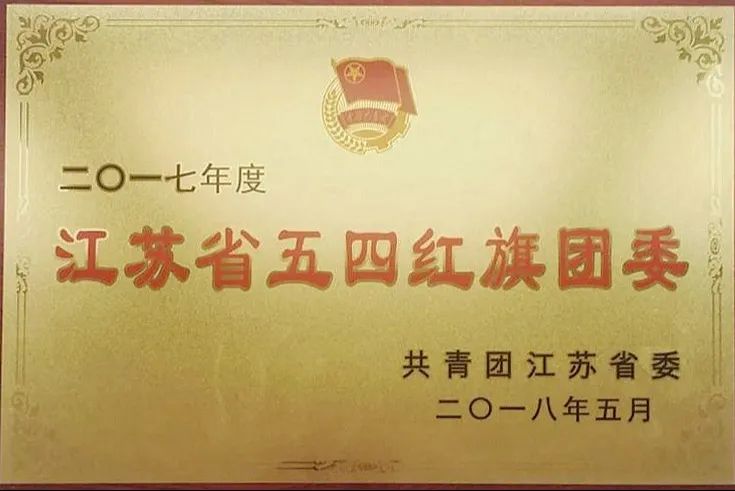 二〇一七年度
江苏省五四红旗团委
共青团江苏省委
二〇一八年五月